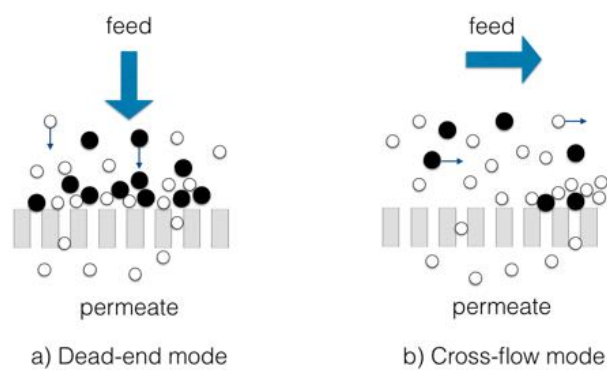 feed
permeate
a) Dead-end mode
feed
permeate
b) Cross-flow mode